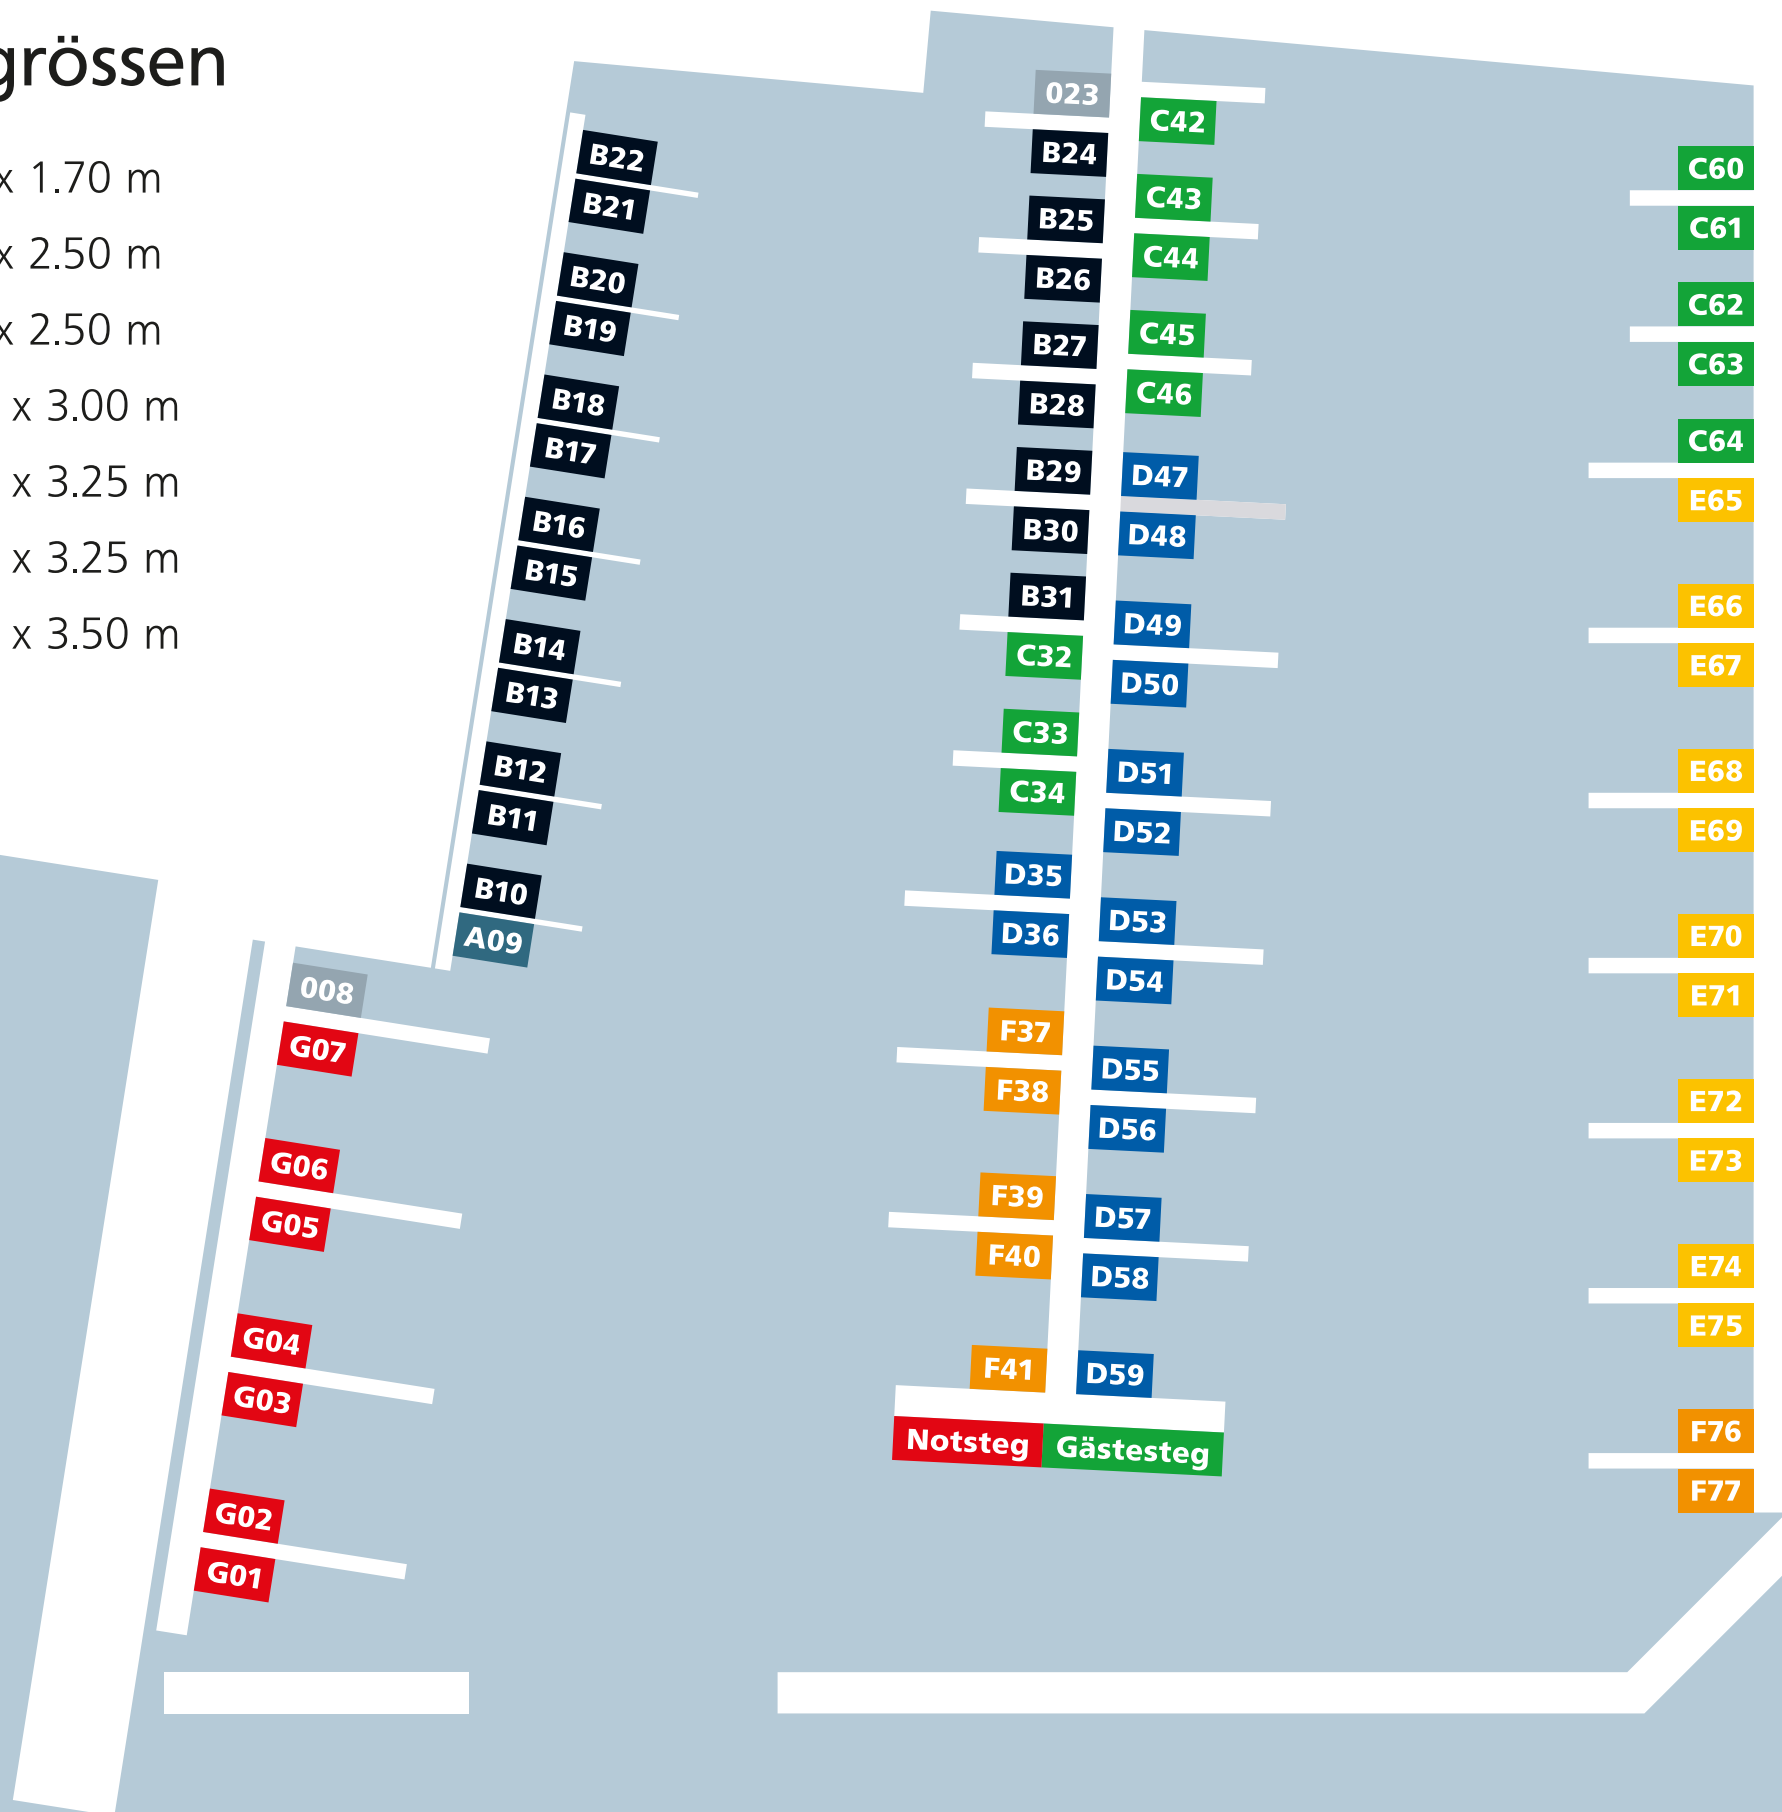 grössen
x 1.70 m
x 2.50 m
x 2.50 m
x 3.00 m
x 3.25 m
x 3.25 m
x 3.50 m
B22
B21
B20
B19
B18
B17
B16
B15
B14
B13
B12
B11
B10
A09
008
G07
G06
G05
G04
G03
G02
G01
023
B24
B25
B26
B27
B28
B29
B30
B31
C32
C33
C34
D35
D36
F37
F38
F39
F40
F41
C42
C43
C44
C45
C46
D47
D48
D49
D50
D51
D52
D53
D54
D55
D56
D57
D58
D59
Notsteg Gästesteg
C60
C61
C62
C63
C64
E65
E66
E67
E68
E69
E70
E71
E72
E73
E74
E75
F76
F77